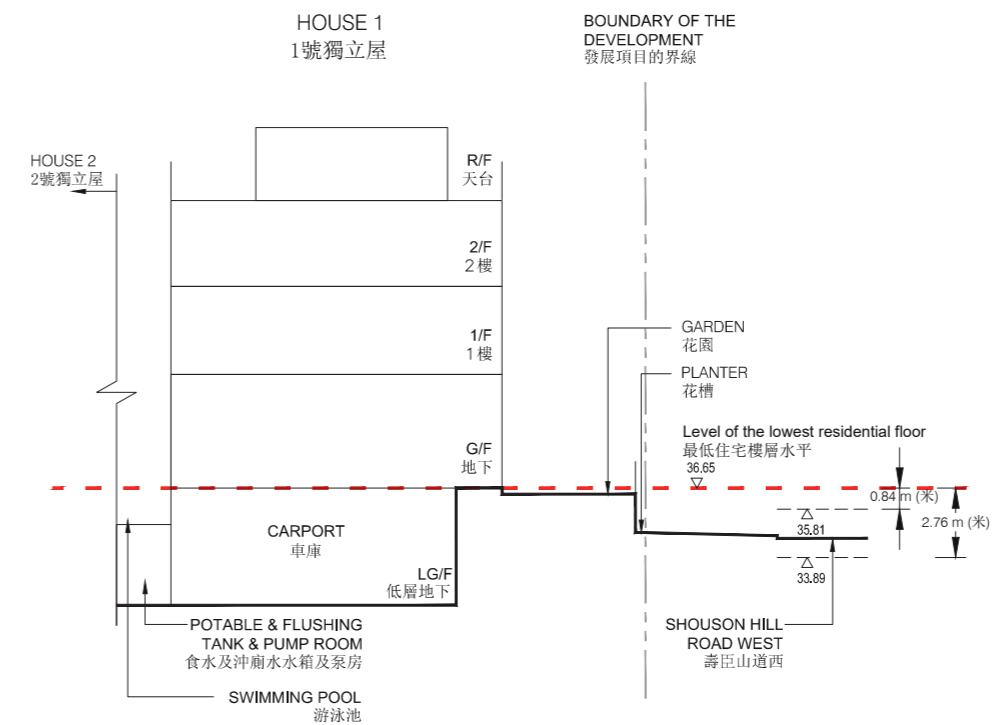 HOUSE 1
1號獨立屋
BOUNDARY OF THE
DEVELOPMENT
發展項目的界線
HOUSE 2
2號獨立屋
R/F
天台
2/F
2樓
1/F
1樓
GARDEN
花園
PLANTER
花槽
G/F
地下
Level of the lowest residential floor
最低住宅樓層水平
36.65
0.84 m (米)
2.76 m (米)
35.81
33.89
CARPORT
車庫
LG/F
低層地下
POTABLE & FLUSHING
TANK & PUMP ROOM
食水及沖廁水水箱及泵房
SHOUSON HILL
ROAD WEST
壽臣山道西
SWIMMING POOL
游泳池